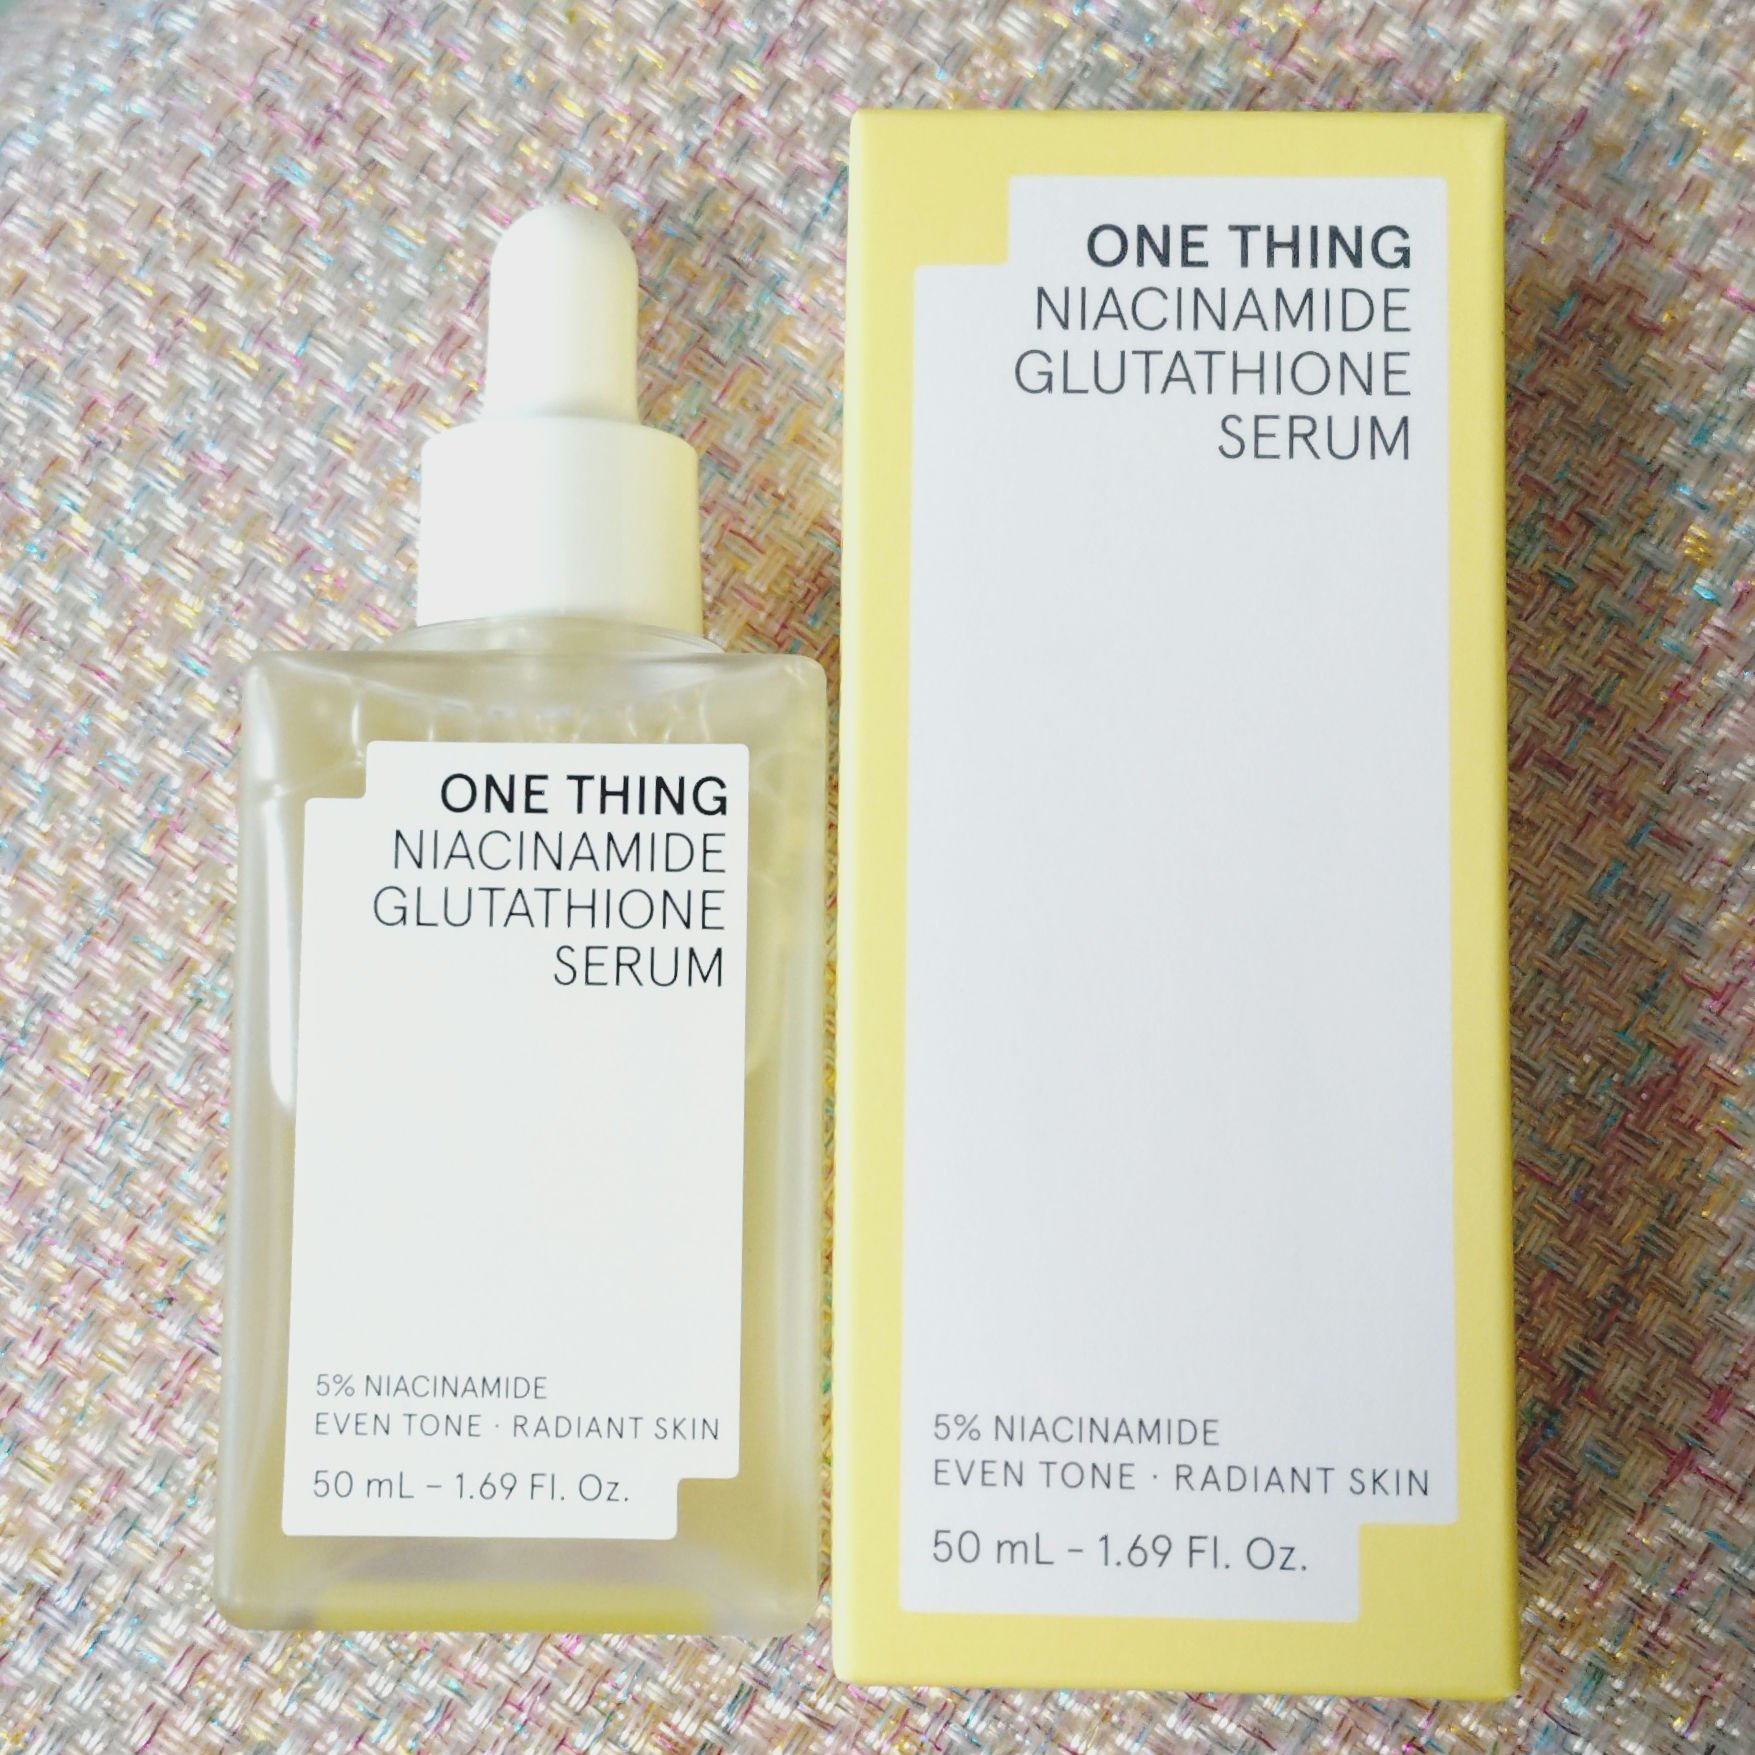 ONE THING
NIACINAMIDE
GLUTATHIONE
SERUM
5% NIACINAMIDE
EVEN TONE · RADIANT SKIN
50 mL – 1.69 Fl. Oz.
ONE THING
NIACINAMIDE
GLUTATHIONE
SERUM
5% NIACINAMIDE
EVEN TONE · RADIANT SKIN
50 mL – 1.69 Fl. Oz.